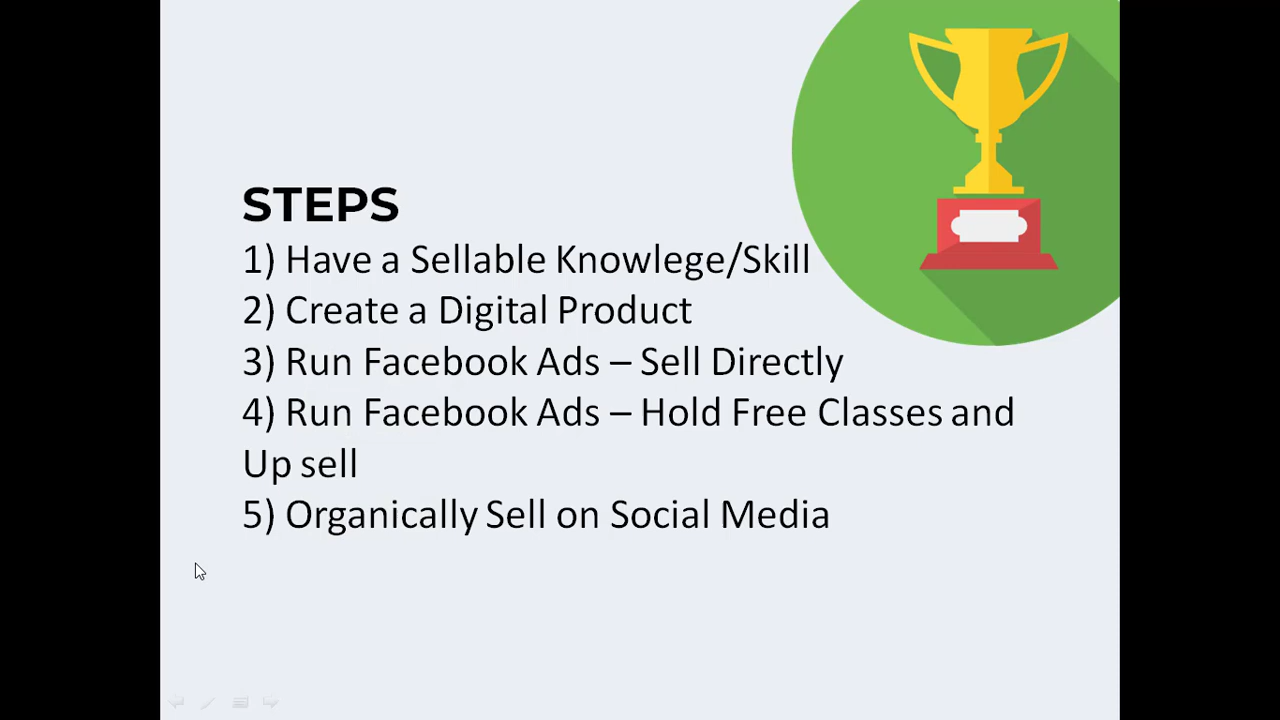 STEPS
1) Have a Sellable Knowlege/Skill
2) Create a Digital Product
3) Run Facebook Ads – Sell Directly
4) Run Facebook Ads – Hold Free Classes and
Up sell
5) Organically Sell on Social Media